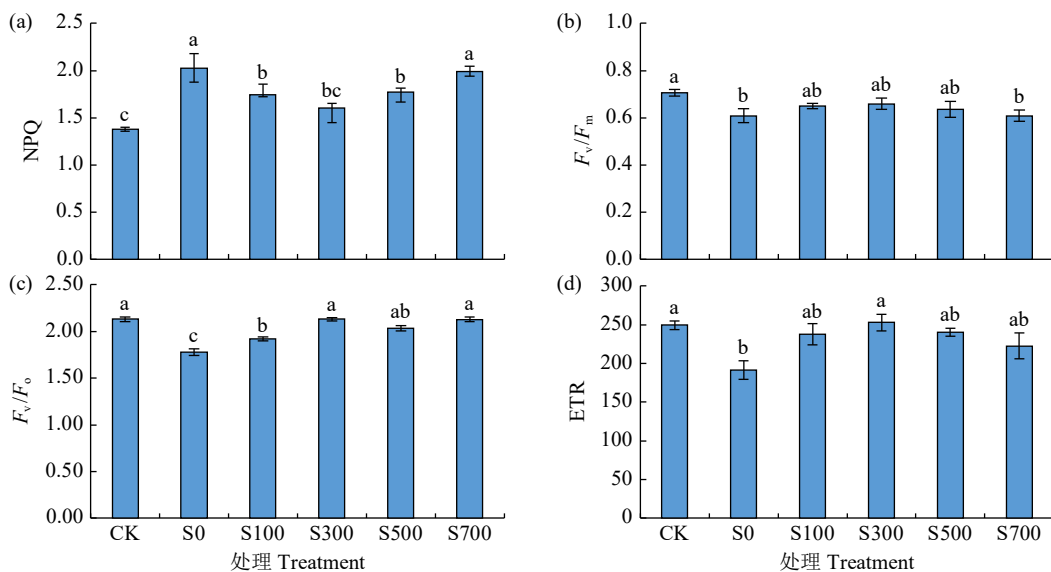 (a)
2.5
2.0
1.5
1.0
0.5
0.0
NPQ
c
a
b
bc
b
a
(b)
1.0
0.8
0.6
0.4
0.2
0.0
Fv/Fm
a
b
ab
ab
ab
b
(c)
2.50
2.00
1.50
1.00
0.50
0.00
Fv/Fo
a
c
b
a
ab
a
CK S0 S100 S300 S500 S700
处理 Treatment
(d)
300
250
200
150
100
50
0
ETR
a
b
ab
a
ab
ab
CK S0 S100 S300 S500 S700
处理 Treatment